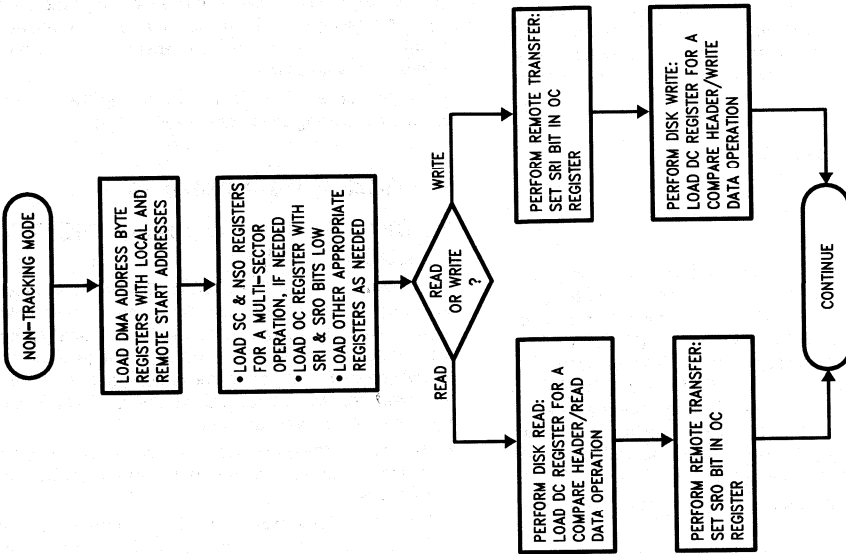 NON-TRACKING MODE
LOAD DMA ADDRESS BYTE
REGISTERS WITH LOCAL AND
REMOTE START ADDRESSES
• LOAD SC & NSO REGISTERS
FOR A MULTI-SECTOR
OPERATION, IF NEEDED
• LOAD OC REGISTER WITH
SRI & SRO BITS LOW
• LOAD OTHER APPROPRIATE
REGISTERS AS NEEDED
READ
OR WRITE
?
READ
WRITE
PERFORM DISK READ:
LOAD DC REGISTER FOR A
COMPARE HEADER/READ
DATA OPERATION
PERFORM REMOTE TRANSFER:
SET SRO BIT IN OC
REGISTER
PERFORM REMOTE TRANSFER:
SET SRI BIT IN OC
REGISTER
PERFORM DISK WRITE:
LOAD DC REGISTER FOR A
COMPARE HEADER/WRITE
DATA OPERATION
CONTINUE